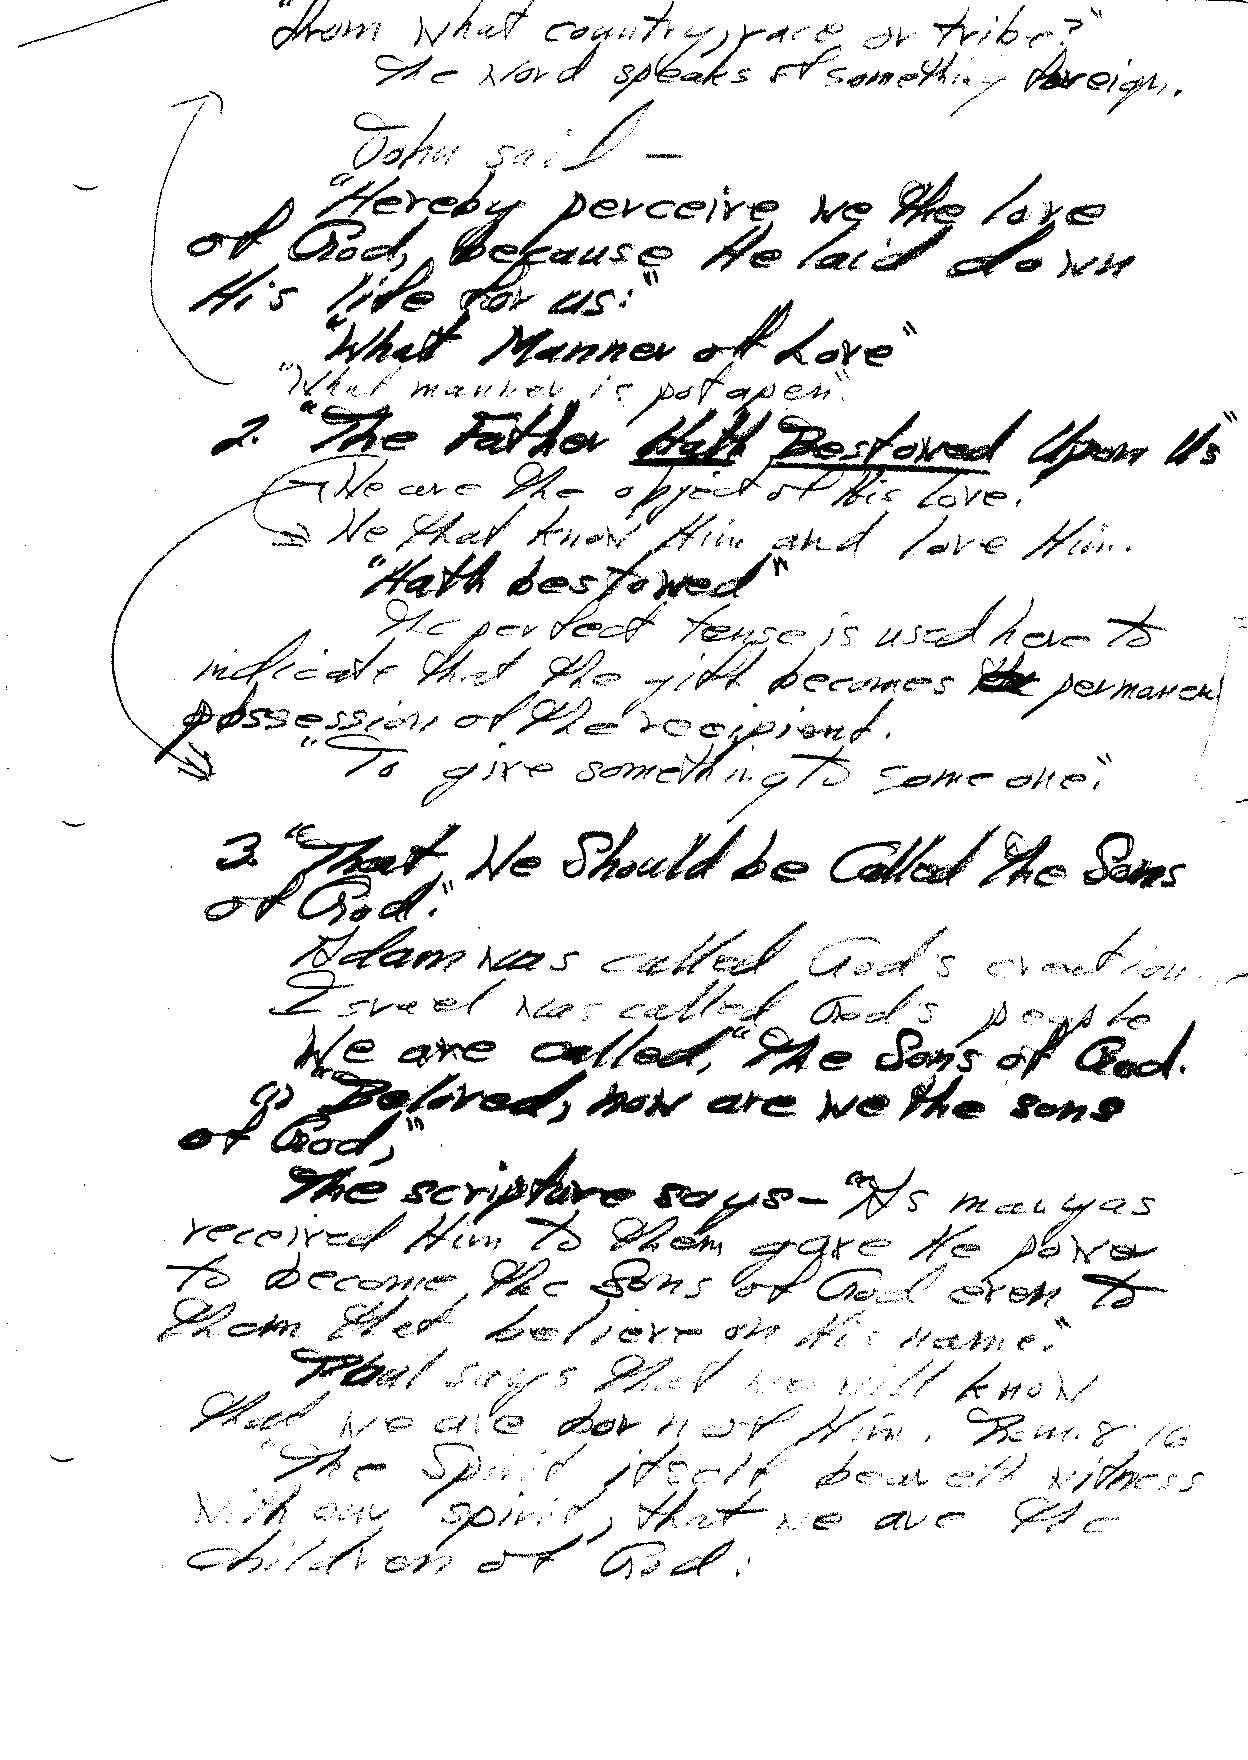 "from what country, race or tribe?"
The word speaks of something foreign.
John said —
"Hereby perceive we the love
of God, because He laid down
His life for us:"
"What Manner of Love"
"What manner is potapen"
2. "The Father Hath Bestowed Upon Us"
We are the object of His love.
We that know Him and love Him.
"Hath bestowed"
The perfect tense is used here to
indicate that the gift becomes permanent
possession of the recipient.
"To give something to some one."
3. "That We Should be Called The Sons
of God."
Adam was called God's creation
Israel was called God's people
We are called, "The Sons of God.
a) "Beloved, now are we the sons
of God,"
The scripture says — "As many as
received Him to them gave He power
to become the Sons of God even to
them that believe on His name."
Paul says that we will know
that we are born of Him. Rom. 8:16
"The Spirit itself beareth witness
with our spirit, that we are the
children of God: